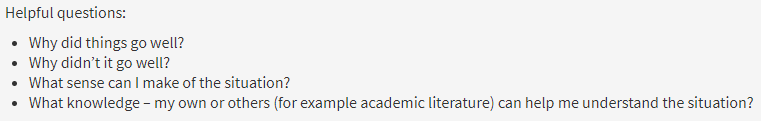 Helpful questions:
• Why did things go well?
• Why didn’t it go well?
• What sense can I make of the situation?
• What knowledge – my own or others (for example academic literature) can help me understand the situation?